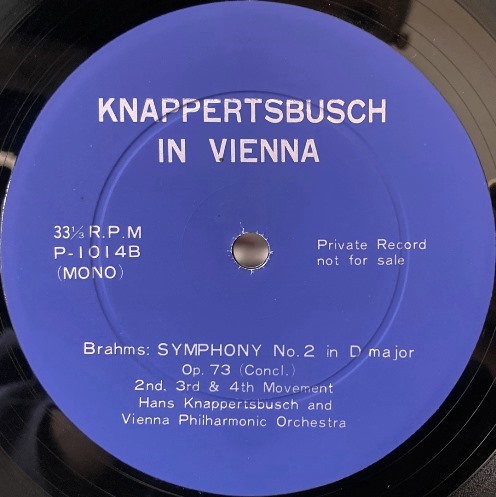 KNAPPERTSBUSCH
IN VIENNA
33⅓ R.P.M
P-1014B
(MONO)
Private Record
not for sale
Brahms: SYMPHONY No.2 in D major
Op. 73 (Concl.)
2nd, 3rd & 4th Movement
Hans Knappertsbusch and
Vienna Philharmonic Orchestra